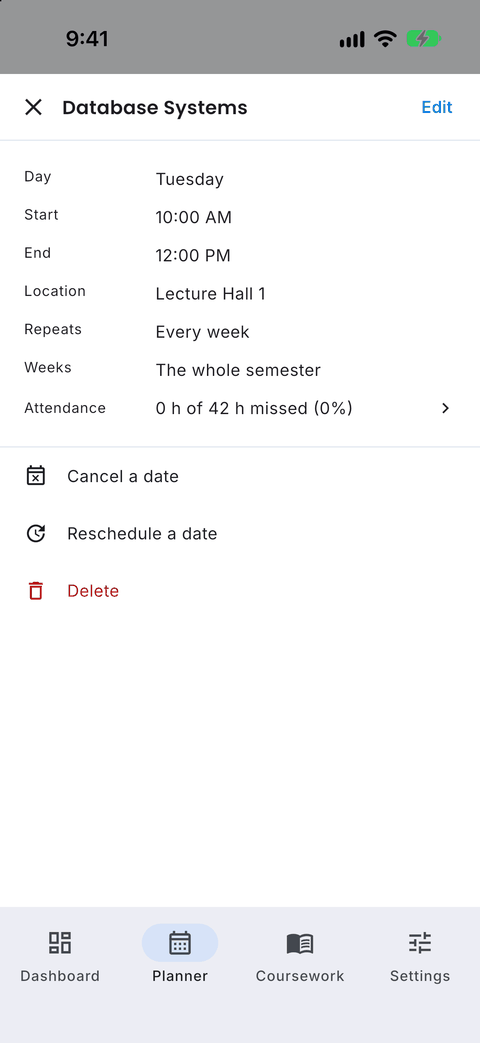 9:41
Database Systems
Edit
Day Tuesday
Start 10:00 AM
End 12:00 PM
Location Lecture Hall 1
Repeats Every week
Weeks The whole semester
Attendance 0 h of 42 h missed (0%)
Cancel a date
Reschedule a date
Delete
Dashboard Planner Coursework Settings